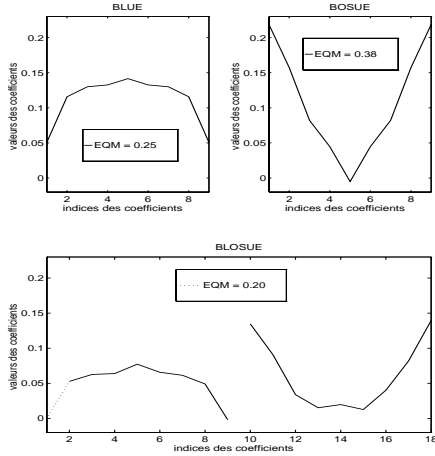 BLUE
0.2
0.15
0.1
0.05
0
valeurs des coefficients
EQM = 0.25
2 4 6 8
indices des coefficients
BOSUE
0.2
0.15
0.1
0.05
0
valeurs des coefficients
EQM = 0.38
2 4 6 8
indices des coefficients
BLOSUE
0.2
0.15
0.1
0.05
0
valeurs des coefficients
EQM = 0.20
2 4 6 8 10 12 14 16 18
indices des coefficients